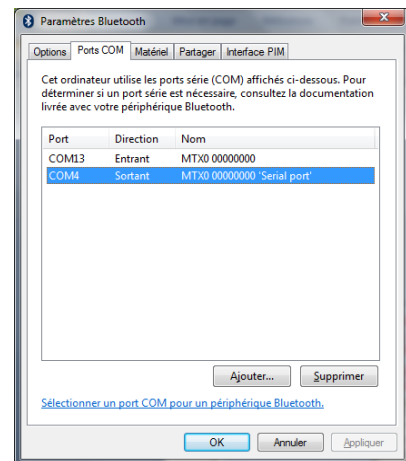 Paramètres Bluetooth
Options Ports COM Matériel Partager Interface PIM
Cet ordinateur utilise les ports série (COM) affichés ci-dessous. Pour
déterminer si un port série est nécessaire, consultez la documentation
livrée avec votre périphérique Bluetooth.
Port Direction Nom
COM13 Entrant MTX0 00000000
COM4 Sortant MTX0 00000000 'Serial port'
Ajouter... Supprimer
Sélectionner un port COM pour un périphérique Bluetooth.
OK Annuler Appliquer